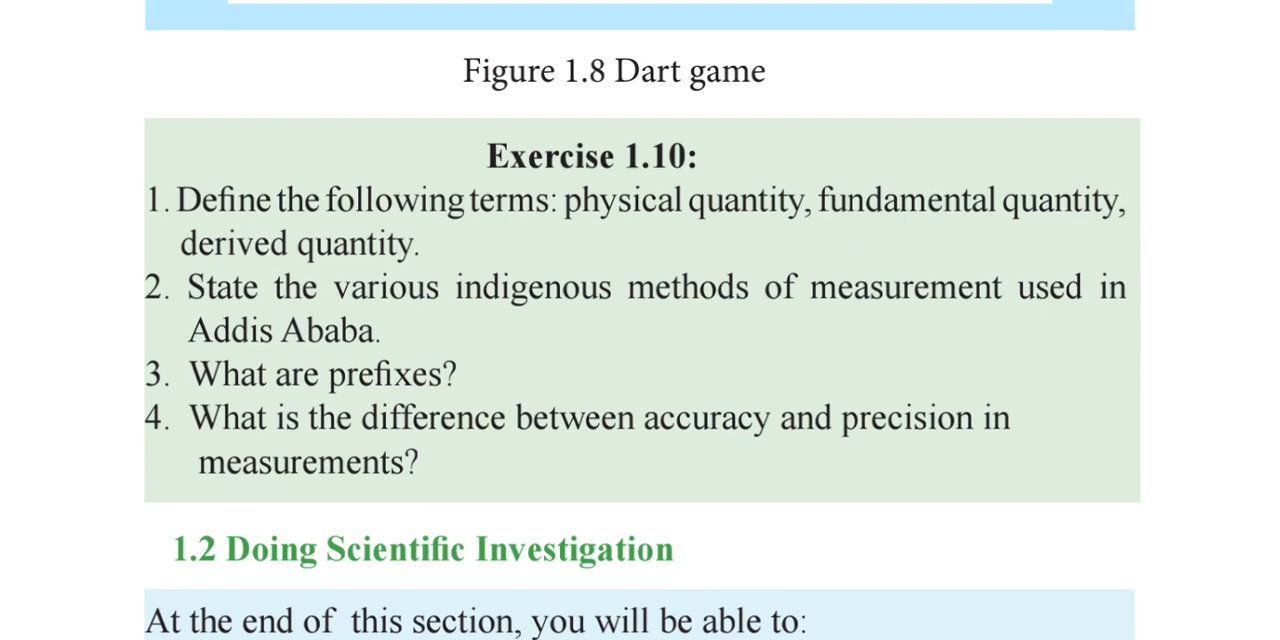 Figure 1.8 Dart game
Exercise 1.10:
1. Define the following terms: physical quantity, fundamental quantity,
derived quantity.
2. State the various indigenous methods of measurement used in
Addis Ababa.
3. What are prefixes?
4. What is the difference between accuracy and precision in
measurements?
1.2 Doing Scientific Investigation
At the end of this section, you will be able to: